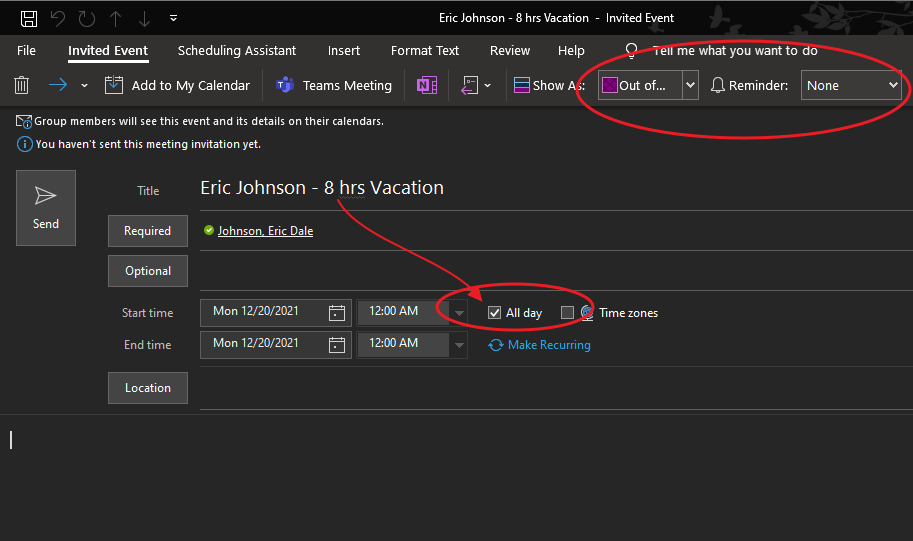 Eric Johnson - 8 hrs Vacation - Invited Event
File Invited Event Scheduling Assistant Insert Format Text Review Help Tell me what you want to do
Add to My Calendar Teams Meeting Show As: Out of... Reminder: None
Group members will see this event and its details on their calendars.
You haven't sent this meeting invitation yet.
Title Eric Johnson - 8 hrs Vacation
Send
Required Johnson, Eric Dale
Optional
Start time Mon 12/20/2021 12:00 AM All day Time zones
End time Mon 12/20/2021 12:00 AM Make Recurring
Location